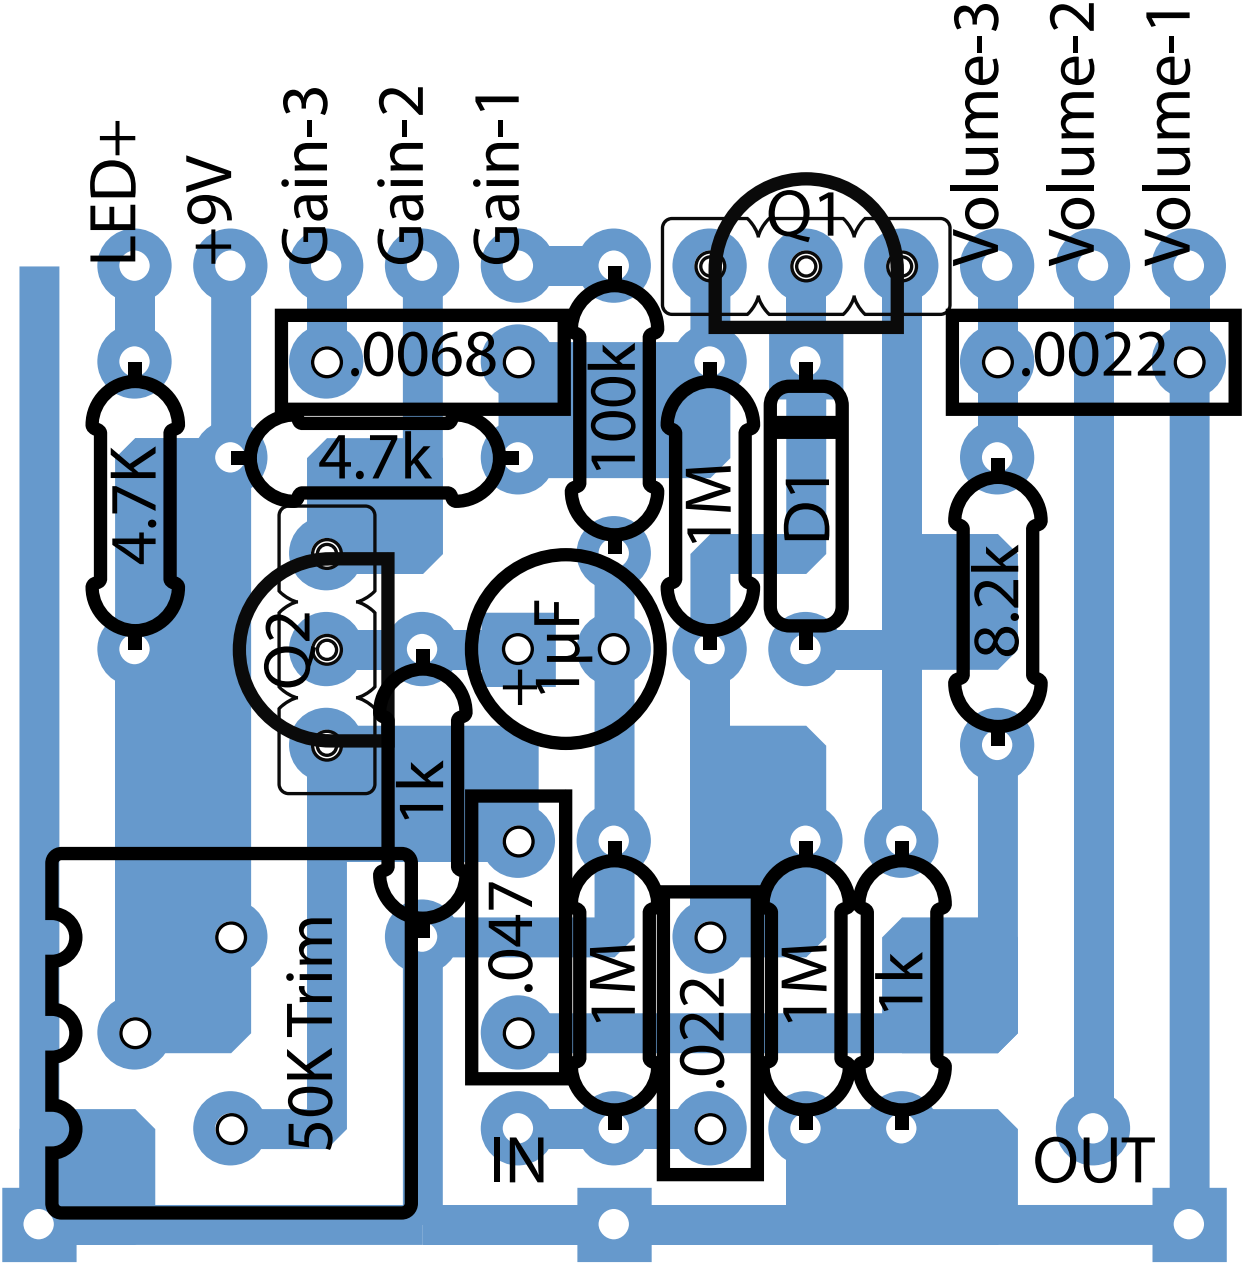 LED+
+9V
Gain-3
Gain-2
Gain-1
Volume-3
Volume-2
Volume-1
Q1
.0068
.0022
100k
4.7k
4.7K
1M
D1
8.2k
Q2
+
1µF
1k
.047
1M
.022
1M
1k
50K Trim
IN
OUT